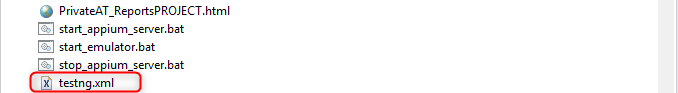 PrivateAT_ReportsPROJECT.html
start_appium_server.bat
start_emulator.bat
stop_appium_server.bat
testng.xml